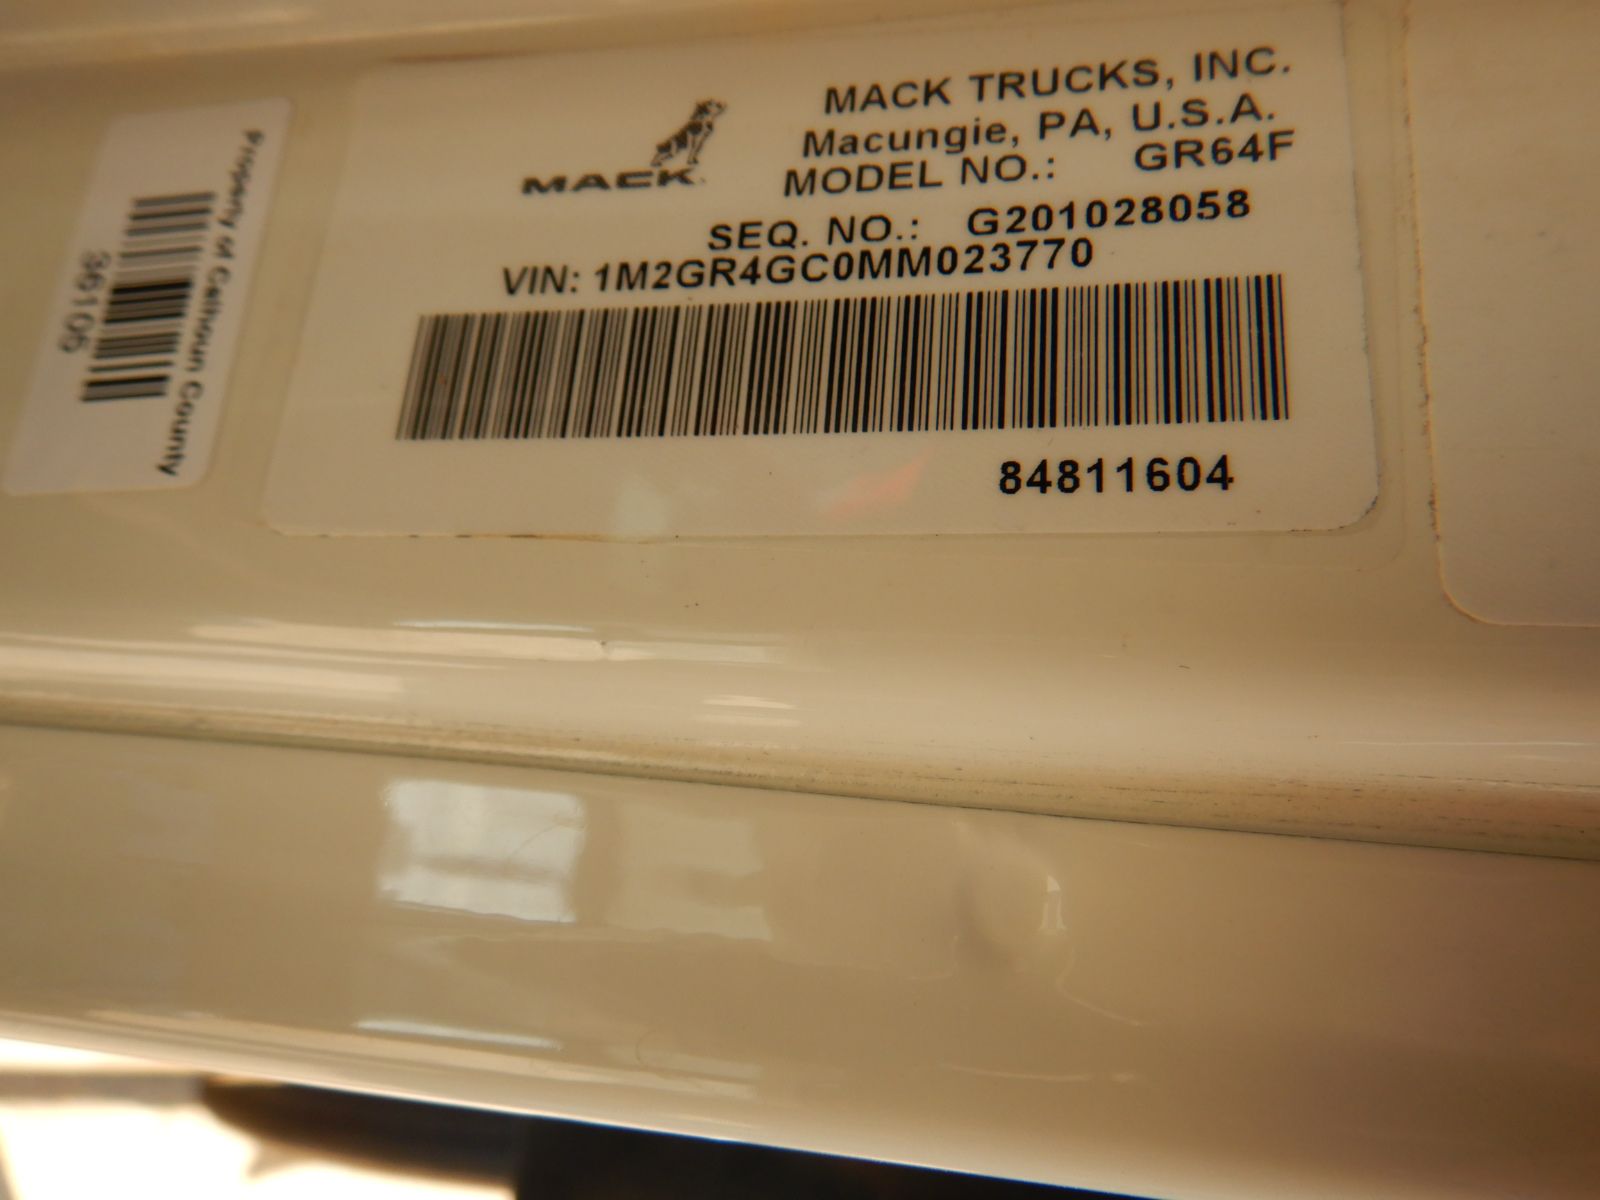 MACK
MACK TRUCKS, INC.
Macungie, PA, U.S.A.
MODEL NO.: GR64F
SEQ. NO.: G201028058
VIN: 1M2GR4GC0MM023770
84811604
Property of Calhoun County
36105